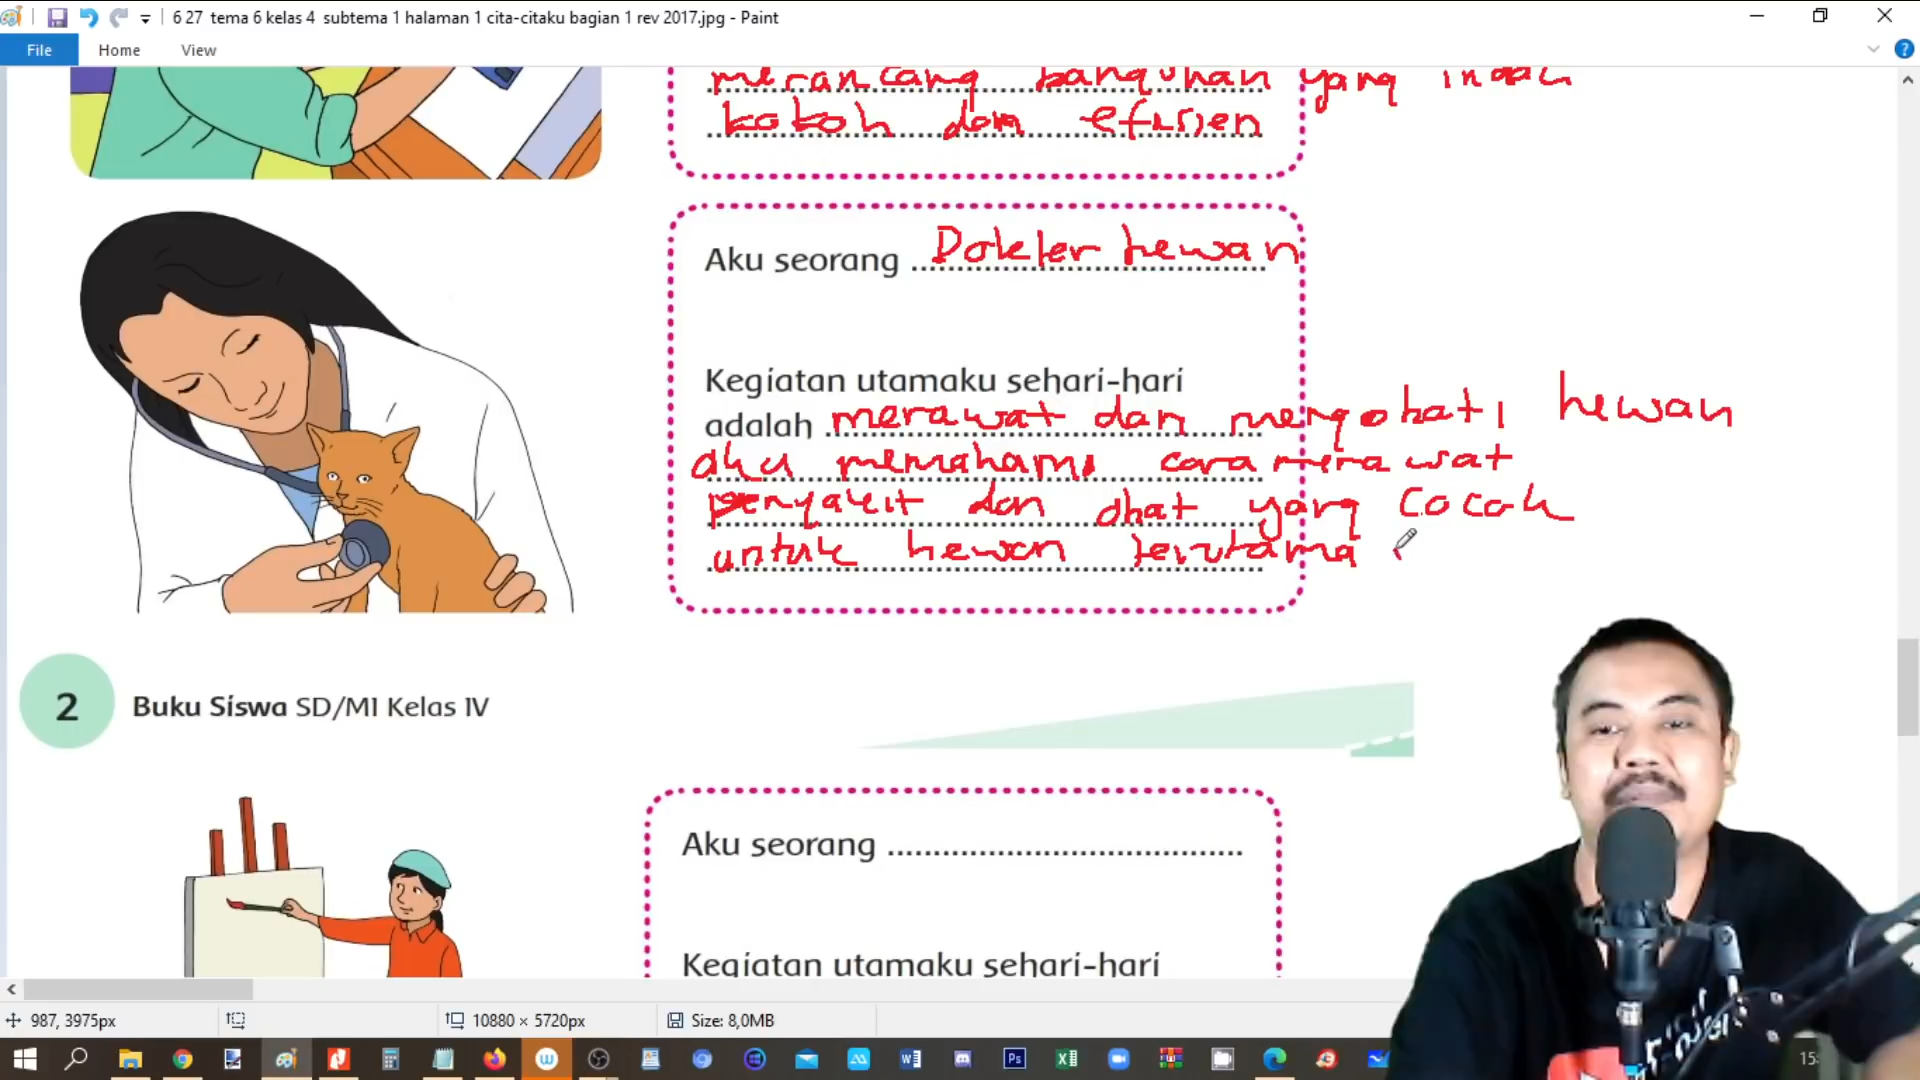 6 27 tema 6 kelas 4 subtema 1 halaman 1 cita-citaku bagian 1 rev 2017.jpg - Paint
File Home View
merancang bangunan yang indah
kokoh dan efisien
Aku seorang Dokter hewan
Kegiatan utamaku sehari-hari
adalah merawat dan mengobati hewan
aku memahami cara merawat
penyakit dan obat yang cocok
untuk hewan terutama
2 Buku Siswa SD/MI Kelas IV
Aku seorang
Kegiatan utamaku sehari-hari
987, 3975px 10880 × 5720px Size: 8,0MB